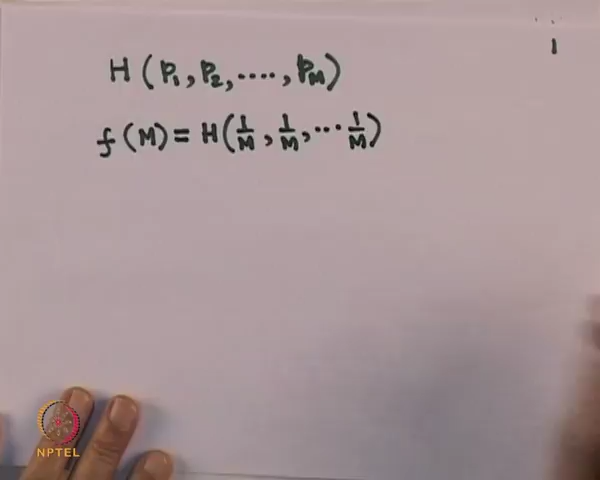 1
H (P1, P2, ...., PM)
f (M) = H(1/M, 1/M, ... 1/M)
NPTEL